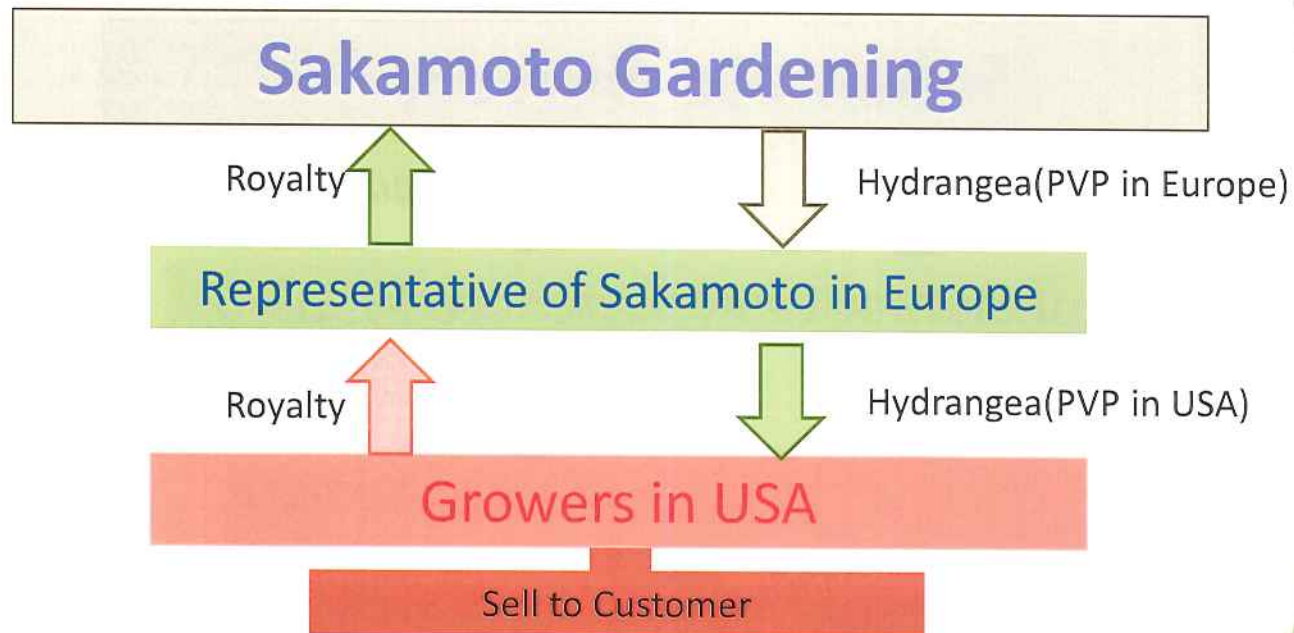 Sakamoto Gardening
Royalty
Hydrangea(PVP in Europe)
Representative of Sakamoto in Europe
Royalty
Hydrangea(PVP in USA)
Growers in USA
Sell to Customer